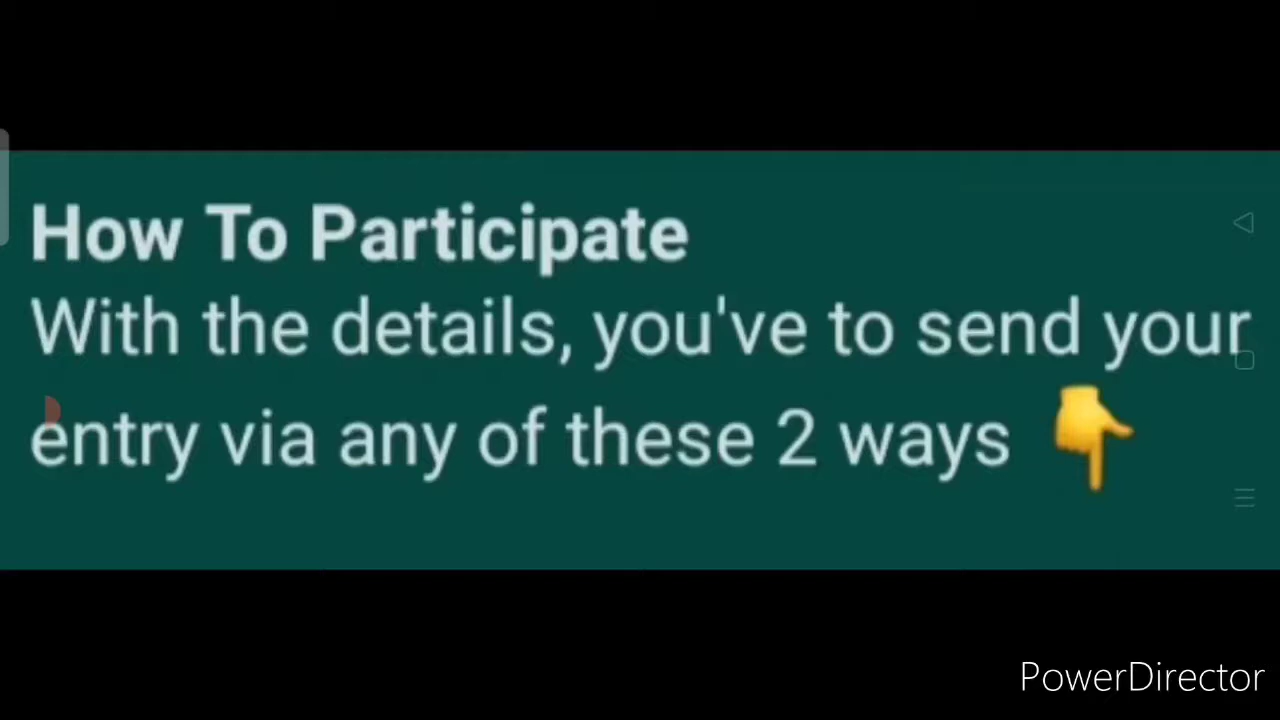 How To Participate
With the details, you've to send your
entry via any of these 2 ways 👇
PowerDirector